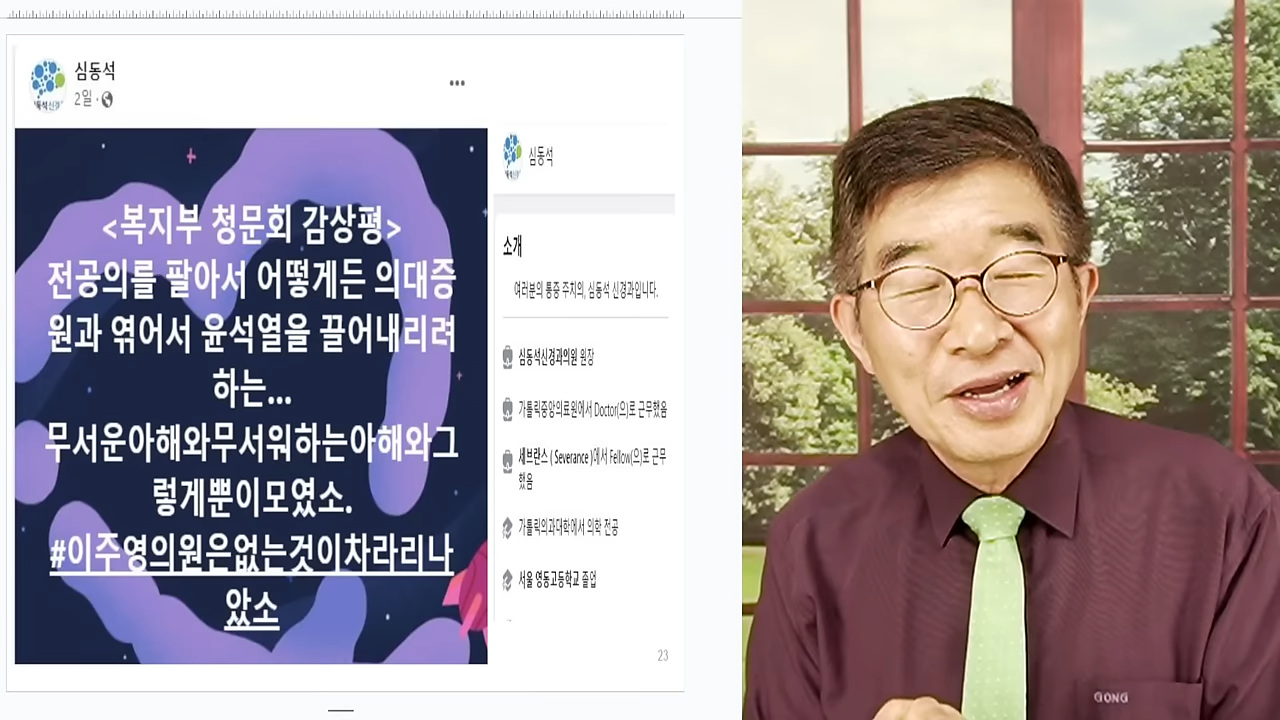 심동석
2일 ·
<복지부 청문회 감상평>
전공의를 팔아서 어떻게든 의대증
원과 엮어서 윤석열을 끌어내리려
하는...
무서운아해와무서워하는아해와그
렇게뿐이모였소.
#이주영의원은없는것이차라리나
았소
심동석
소개
여러분의 통증 주치의, 심동석 신경과입니다.
심동석신경과의원 원장
가톨릭중앙의료원에서 Doctor(으)로 근무했음
세브란스 ( Severance )에서 Fellow(으)로 근무
했음
가톨릭의과대학에서 의학 전공
서울 영동고등학교 졸업
23
GONG